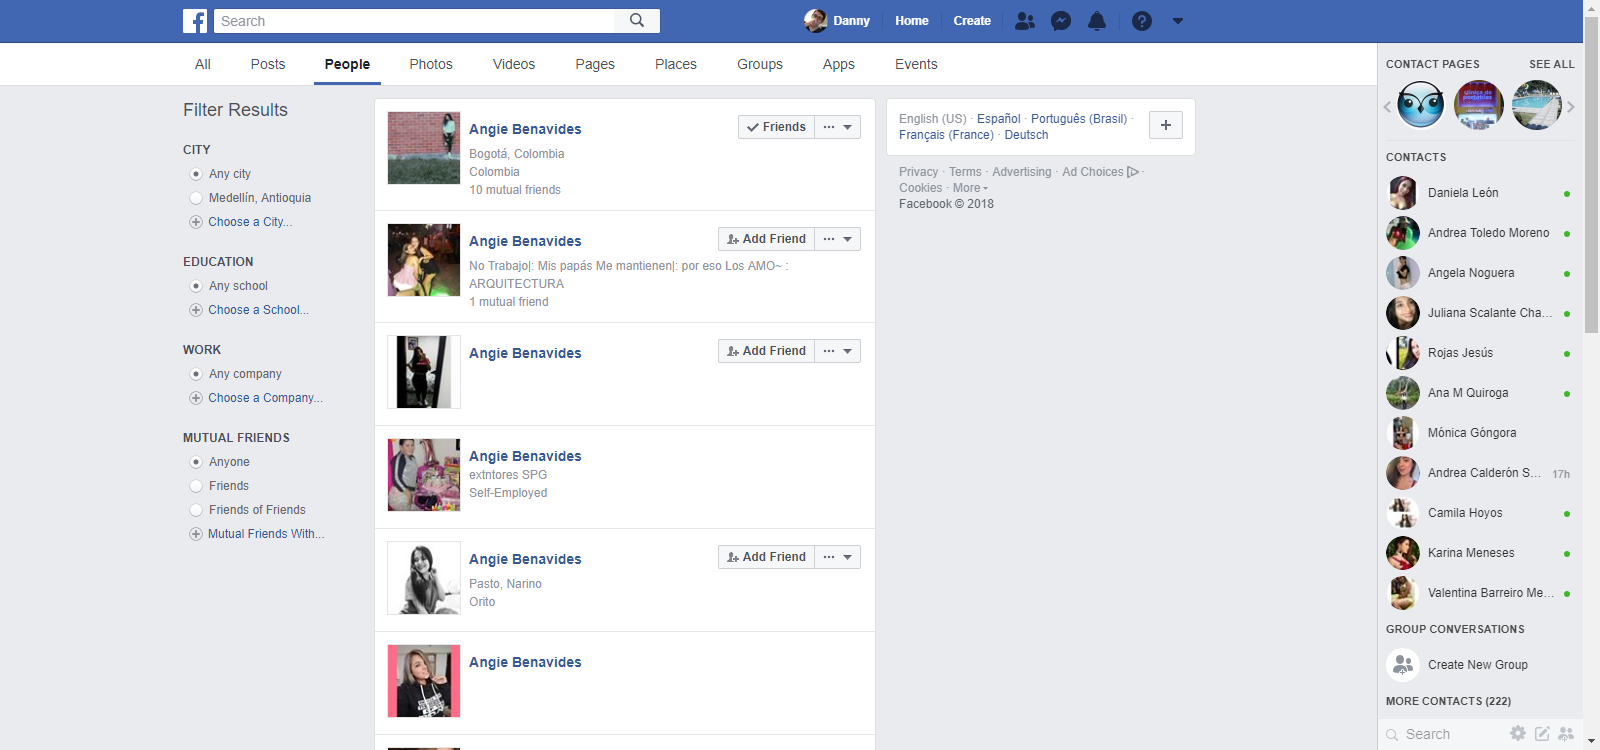 Search
Danny
Home
Create
All
Posts
People
Photos
Videos
Pages
Places
Groups
Apps
Events
Filter Results
CITY
Any city
Medellín, Antioquia
Choose a City...
EDUCATION
Any school
Choose a School...
WORK
Any company
Choose a Company...
MUTUAL FRIENDS
Anyone
Friends
Friends of Friends
Mutual Friends With...
Angie Benavides
Friends
Bogotá, Colombia
Colombia
10 mutual friends
Angie Benavides
Add Friend
No Trabajo|: Mis papás Me mantienen|: por eso Los AMO~ :
ARQUITECTURA
1 mutual friend
Angie Benavides
Add Friend
Angie Benavides
extntores SPG
Self-Employed
Angie Benavides
Add Friend
Pasto, Narino
Orito
Angie Benavides
English (US) · Español · Português (Brasil) ·
Français (France) · Deutsch
Privacy · Terms · Advertising · Ad Choices ·
Cookies · More
Facebook © 2018
CONTACT PAGES
SEE ALL
CONTACTS
Daniela León
Andrea Toledo Moreno
Angela Noguera
Juliana Scalante Cha...
Rojas Jesús
Ana M Quiroga
Mónica Góngora
Andrea Calderón S... 17h
Camila Hoyos
Karina Meneses
Valentina Barreiro Me...
GROUP CONVERSATIONS
Create New Group
MORE CONTACTS (222)
Search